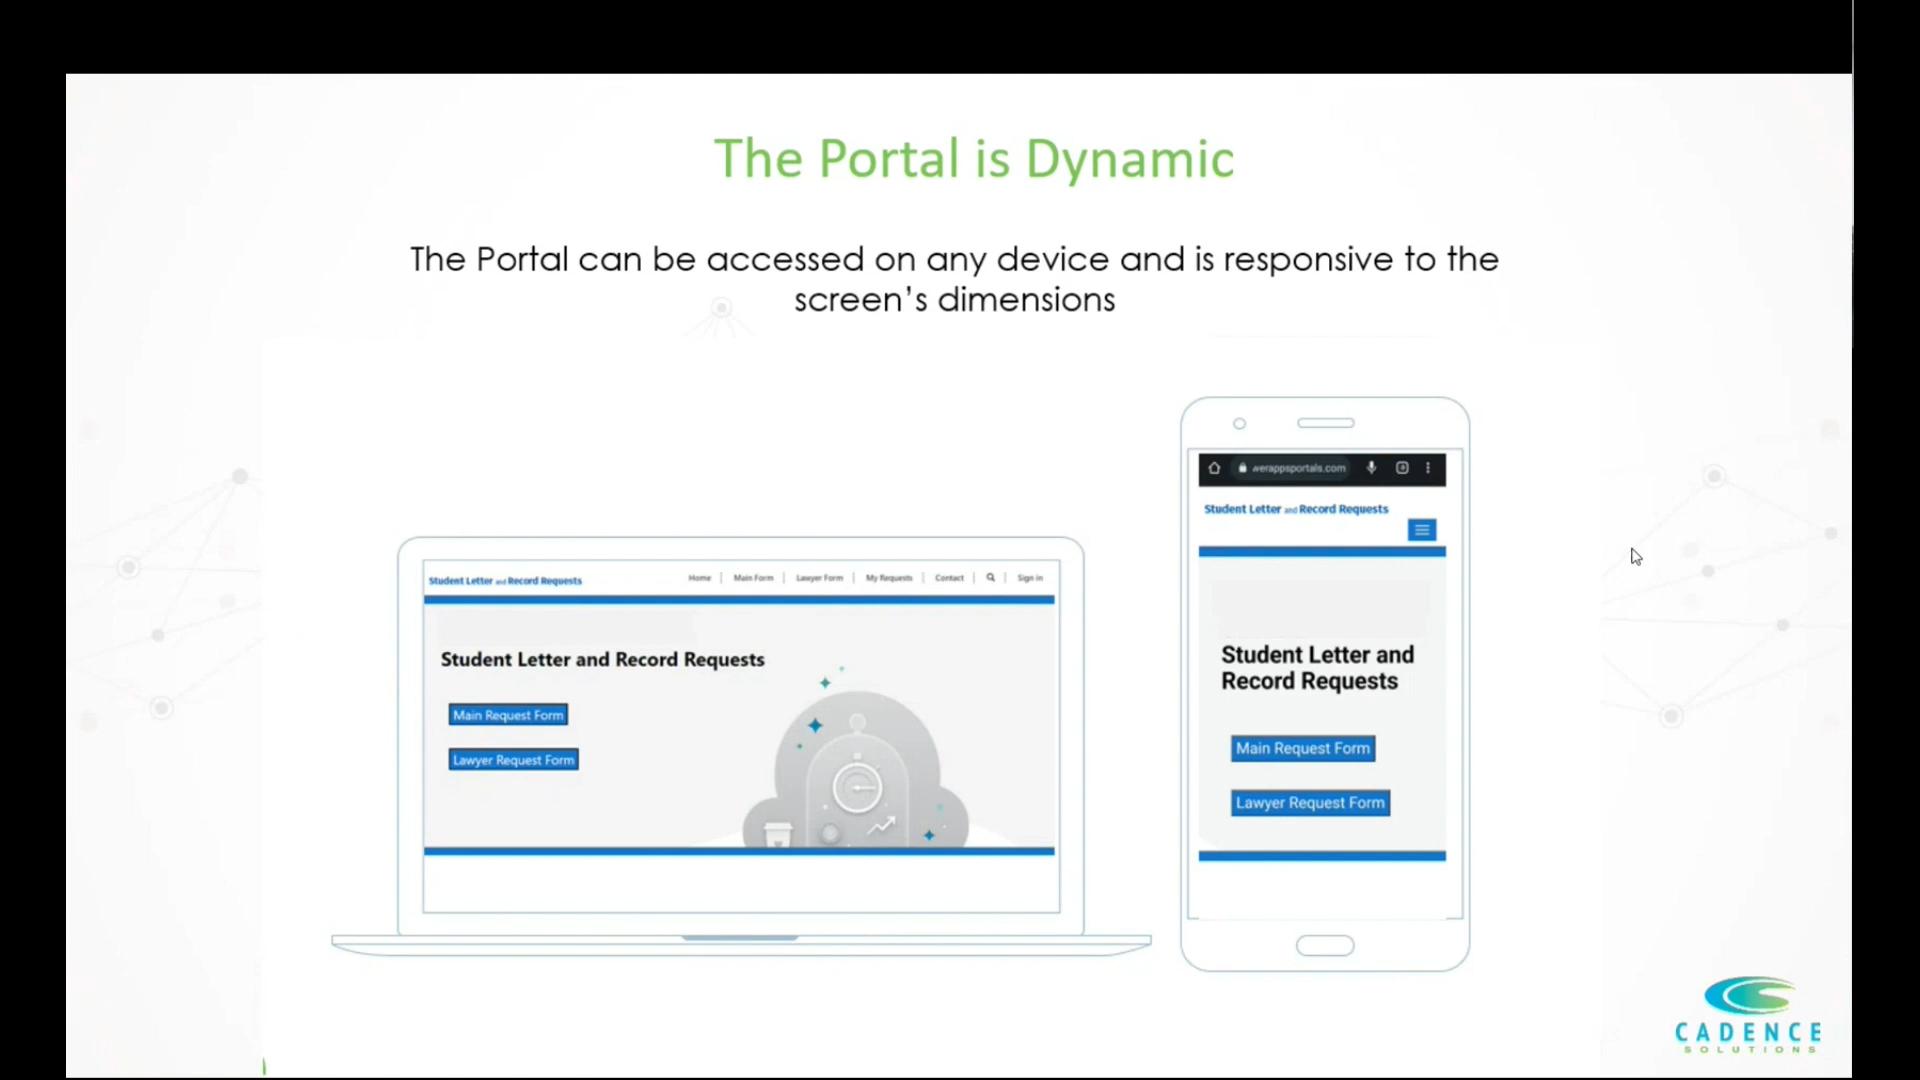 The Portal is Dynamic
The Portal can be accessed on any device and is responsive to the
screen's dimensions
Student Letter and Record Requests
Home | Main Form | Lawyer Form | My Requests | Contact | | Sign in
Student Letter and Record Requests
Main Request Form
Lawyer Request Form
werappsportals.com
Student Letter and Record Requests
Student Letter and
Record Requests
Main Request Form
Lawyer Request Form
CADENCE
SOLUTIONS